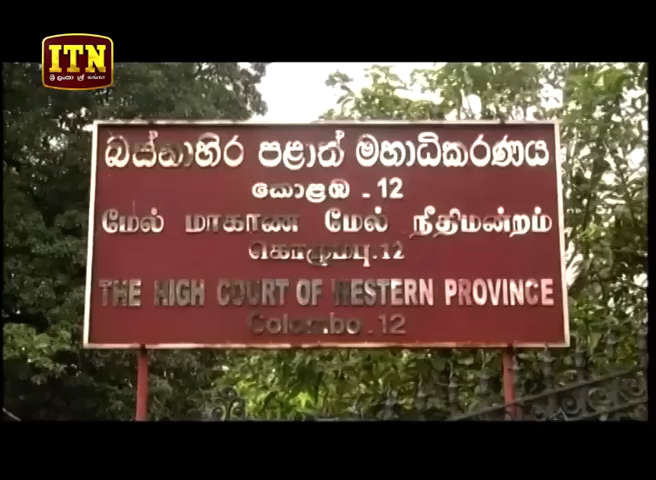 ITN
බස්නාහිර පළාත් මහාධිකරණය
කොළඹ - 12
மேல் மாகாண மேல் நீதிமன்றம்
கொழும்பு 12
THE HIGH COURT OF WESTERN PROVINCE
Colombo - 12